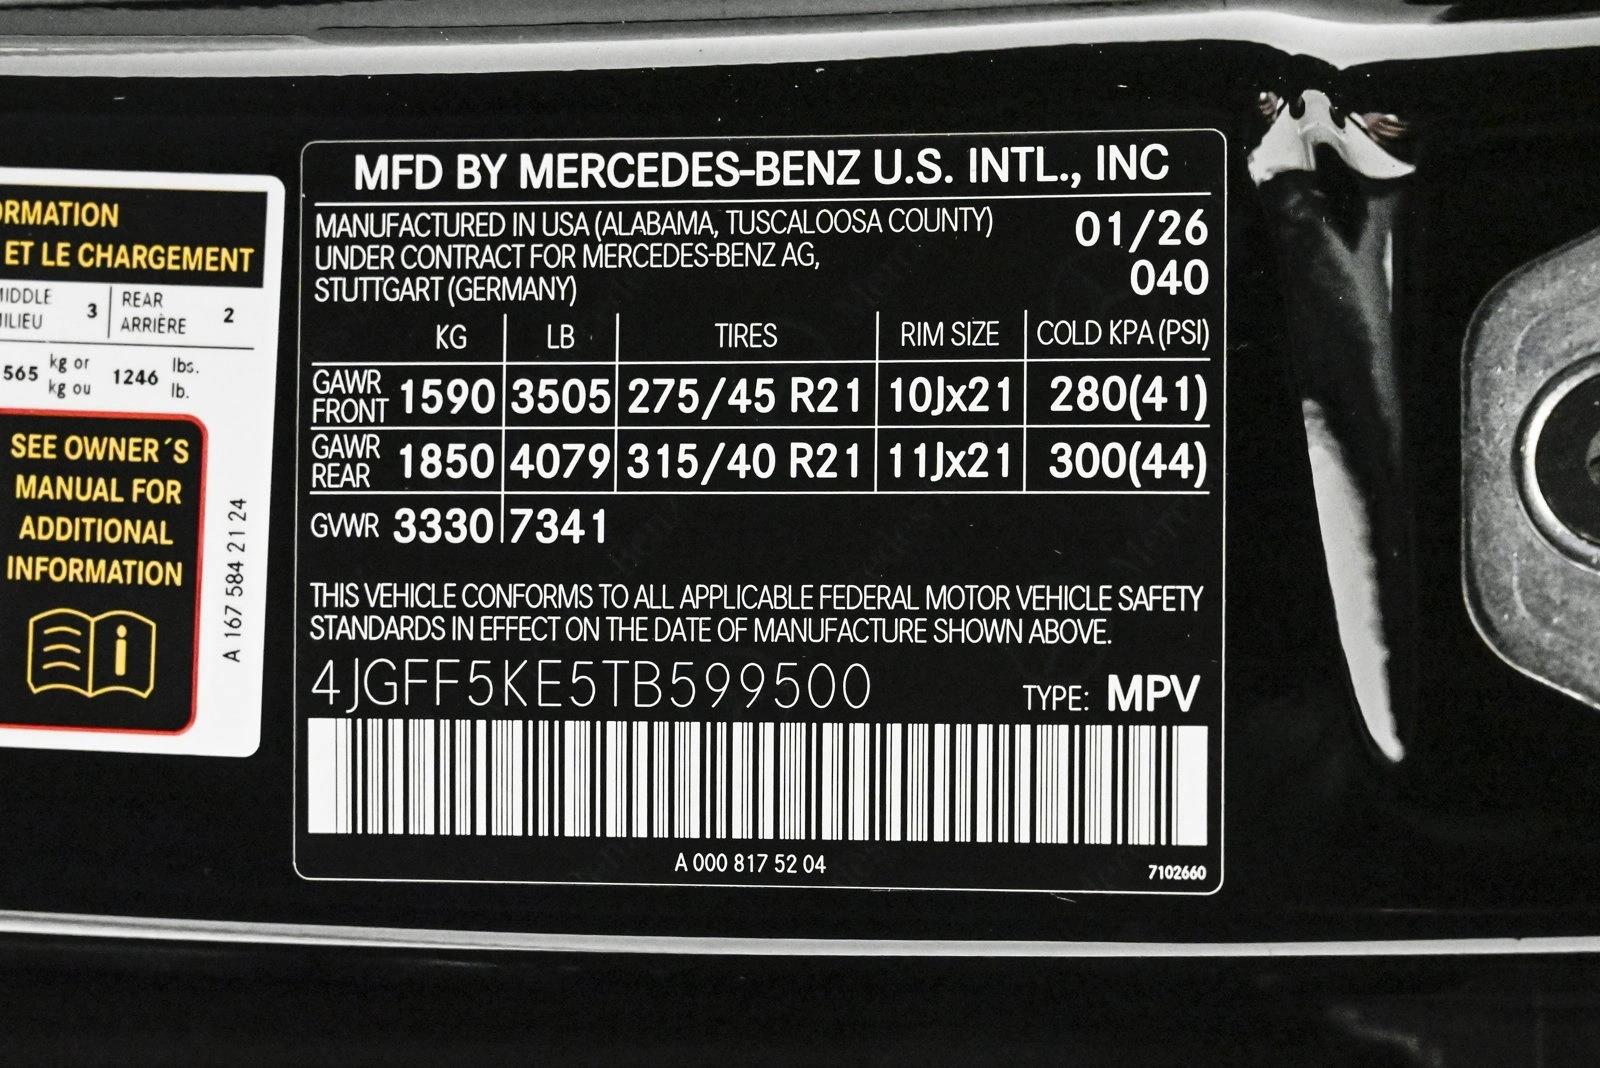 ORMATION
ET LE CHARGEMENT
MIDDLE
MILIEU
3
REAR
ARRIÈRE
2
565 kg or
kg ou
1246 lbs.
lb.
SEE OWNER´S
MANUAL FOR
ADDITIONAL
INFORMATION
i
A 167 584 21 24
MFD BY MERCEDES-BENZ U.S. INTL., INC
MANUFACTURED IN USA (ALABAMA, TUSCALOOSA COUNTY) 01/26
UNDER CONTRACT FOR MERCEDES-BENZ AG,
STUTTGART (GERMANY) 040
KG LB TIRES RIM SIZE COLD KPA (PSI)
GAWR FRONT 1590 3505 275/45 R21 10Jx21 280(41)
GAWR REAR 1850 4079 315/40 R21 11Jx21 300(44)
GVWR 3330 7341
THIS VEHICLE CONFORMS TO ALL APPLICABLE FEDERAL MOTOR VEHICLE SAFETY
STANDARDS IN EFFECT ON THE DATE OF MANUFACTURE SHOWN ABOVE.
4JGFF5KE5TB599500 TYPE: MPV
A 000 817 52 04
7102660